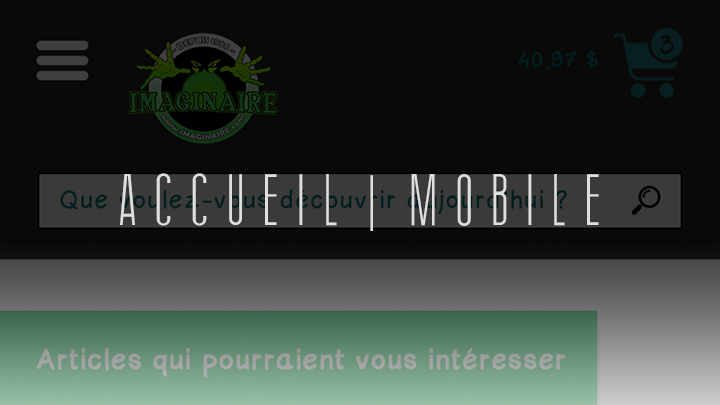 DEPUIS 1986
IMAGINAIRE
www.IMAGINAIRE.com
40,97 $
3
Que voulez-vous découvrir aujourd'hui ?
ACCUEIL | MOBILE
Articles qui pourraient vous intéresser